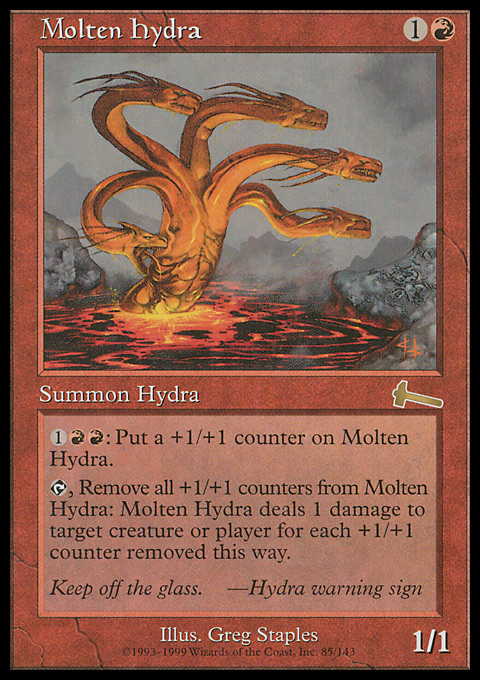 Molten Hydra 1
Summon Hydra
1: Put a +1/+1 counter on Molten
Hydra.
, Remove all +1/+1 counters from Molten
Hydra: Molten Hydra deals 1 damage to
target creature or player for each +1/+1
counter removed this way.
Keep off the glass. —Hydra warning sign
Illus. Greg Staples
©1993-1999 Wizards of the Coast, Inc. 85/143
1/1